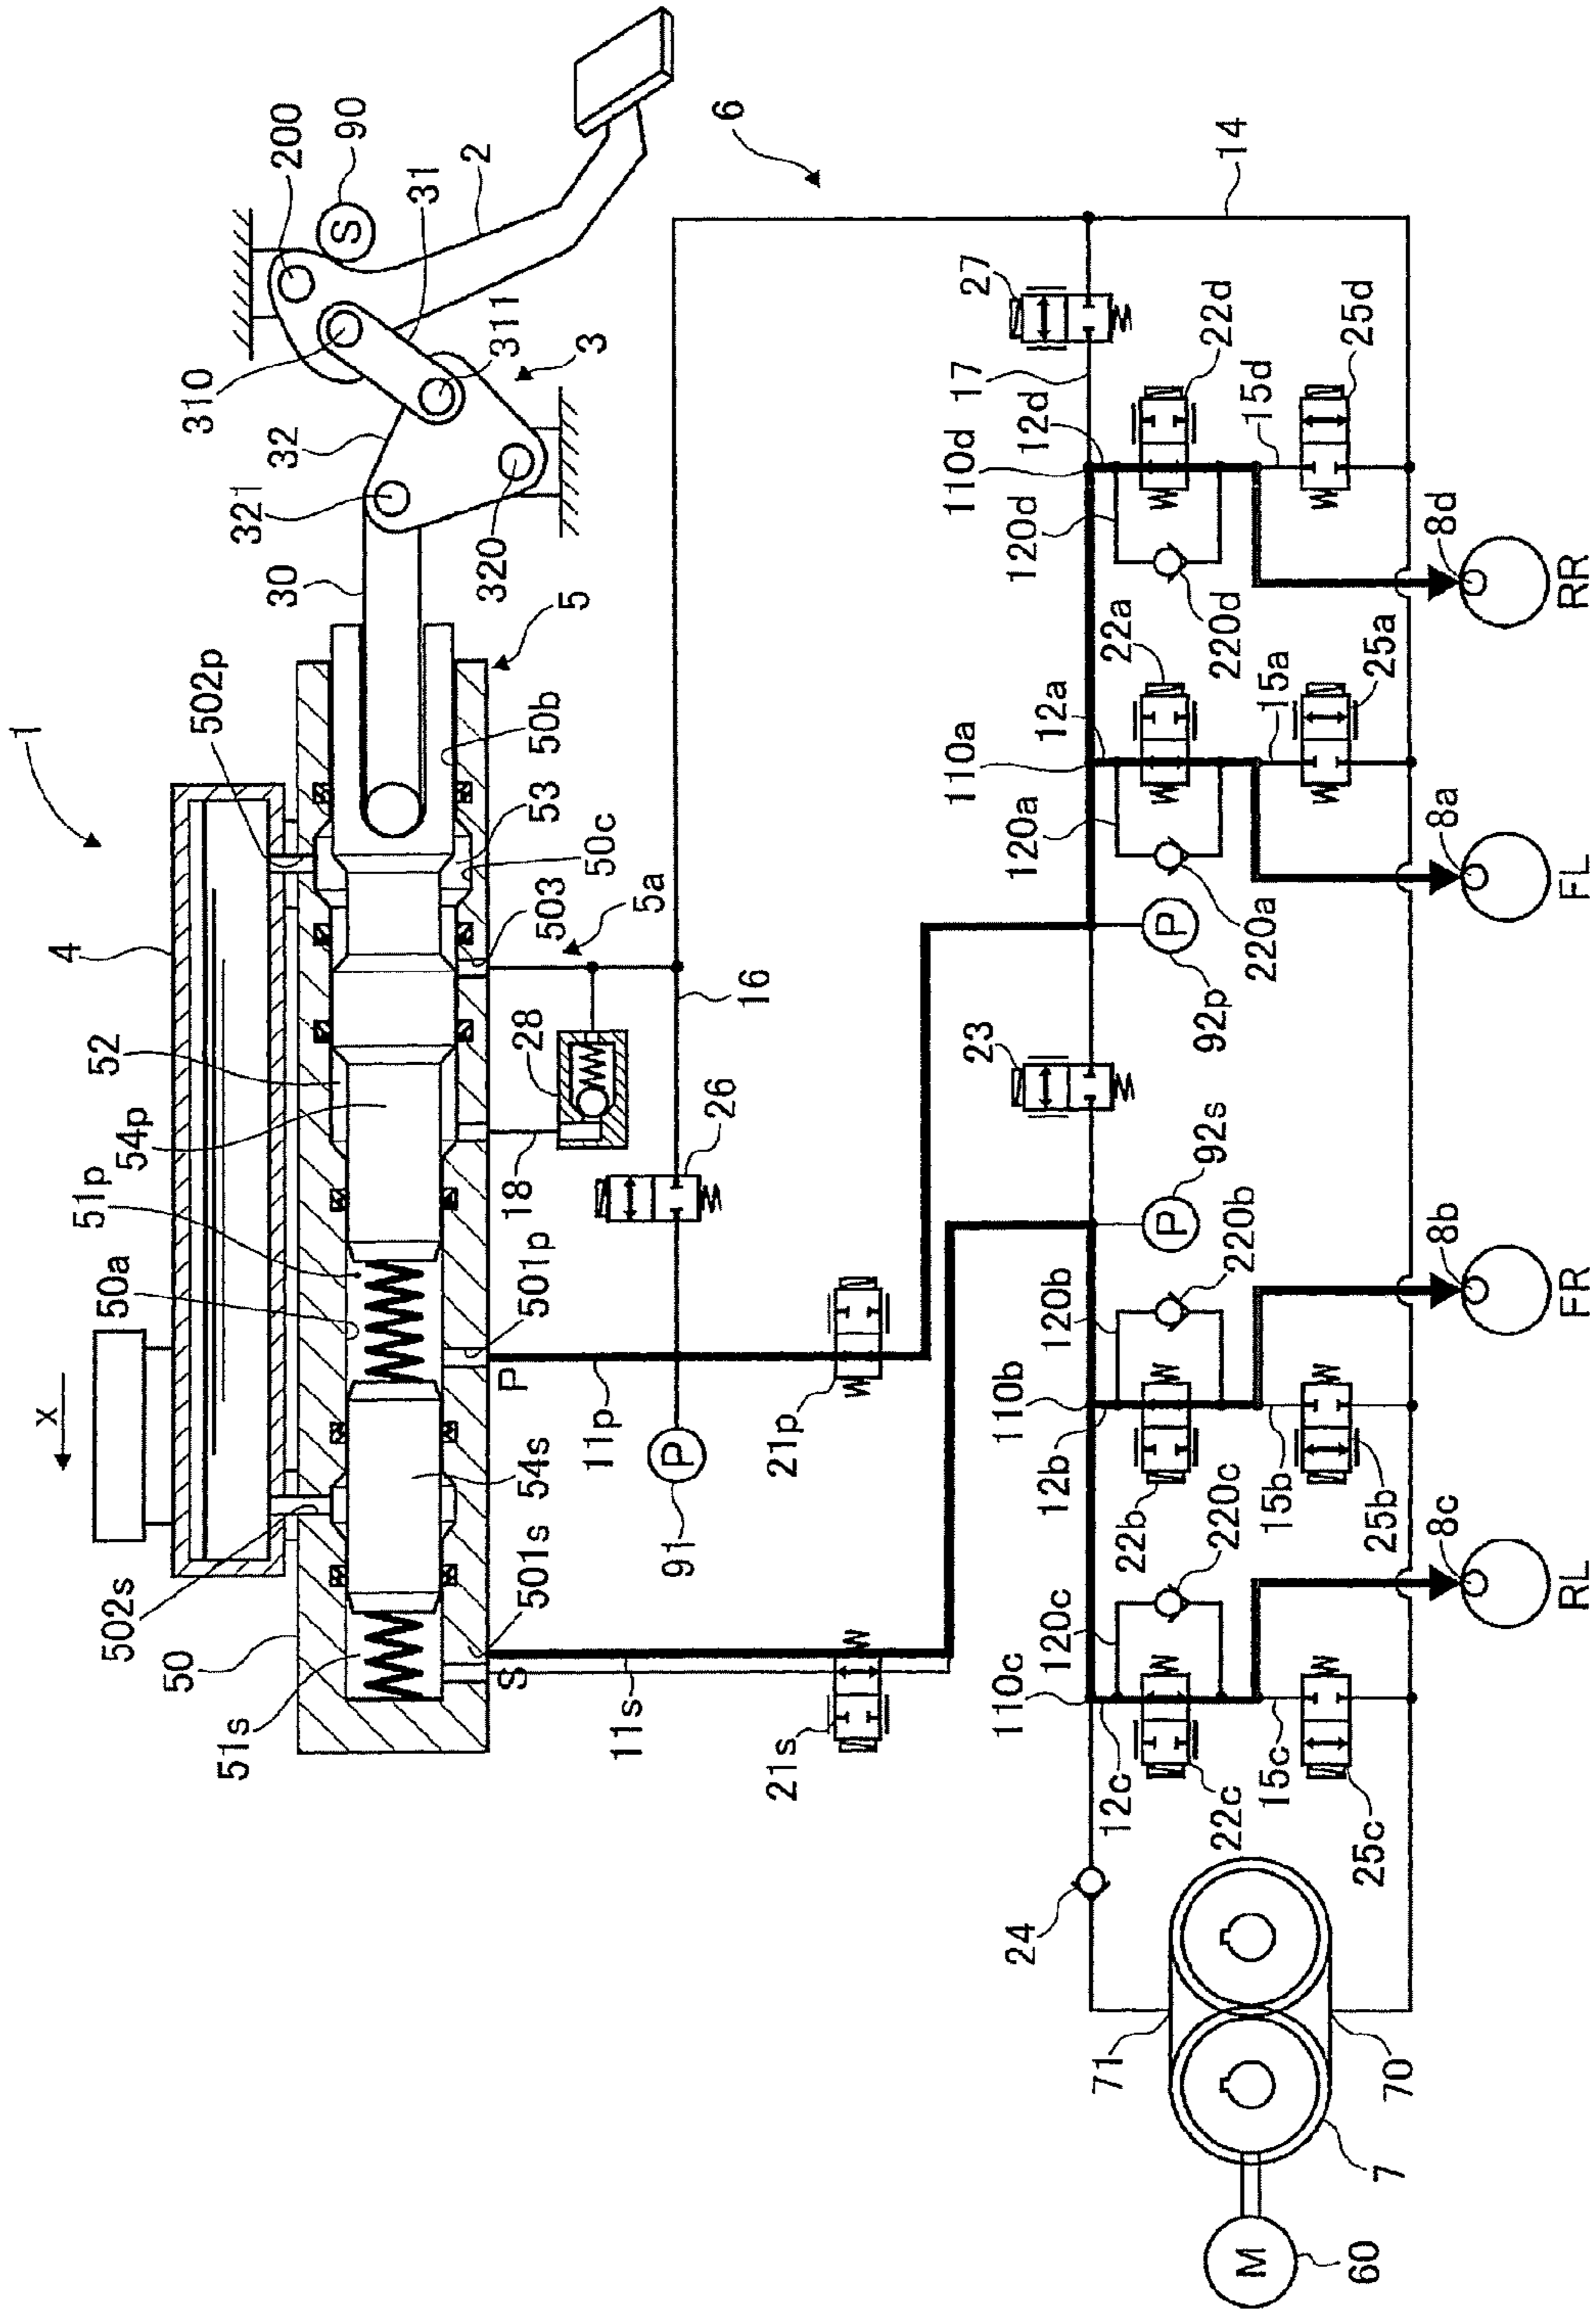 1
4
X
50a
51p
54p
52
502p
502s
50
51s
54s
501s
S
501p
P
18
28
503
5a
50c
53
50b
5
30
321
32
320
310
311
3
31
2
200
90
S
6
14
16
26
91
P
11p
11s
21p
21s
27
17
12d
110d
120d
22d
220d
15d
25d
8d
RR
110a
12a
120a
22a
220a
15a
25a
8a
FL
P
92p
23
92s
P
110b
120b
12b
22b
220b
15b
25b
8b
FR
110c
120c
12c
22c
220c
15c
25c
8c
RL
24
71
70
7
M
60